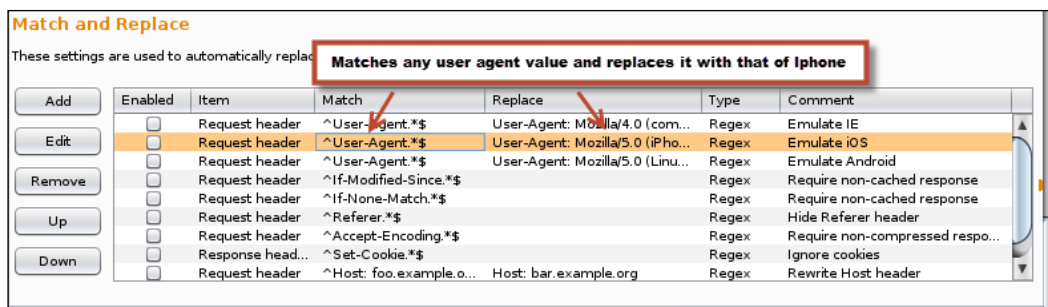 Match and Replace
These settings are used to automatically replac
Matches any user agent value and replaces it with that of Iphone
Add
Edit
Remove
Up
Down
Enabled Item Match Replace Type Comment
Request header ^User-Agent.*$ User-Agent: Mozilla/4.0 (com... Regex Emulate IE
Request header ^User-Agent.*$ User-Agent: Mozilla/5.0 (iPho... Regex Emulate iOS
Request header ^User-Agent.*$ User-Agent: Mozilla/5.0 (Linu... Regex Emulate Android
Request header ^If-Modified-Since.*$ Regex Require non-cached response
Request header ^If-None-Match.*$ Regex Require non-cached response
Request header ^Referer.*$ Regex Hide Referer header
Request header ^Accept-Encoding.*$ Regex Require non-compressed respo...
Response head... ^Set-Cookie.*$ Regex Ignore cookies
Request header ^Host: foo.example.o... Host: bar.example.org Regex Rewrite Host header